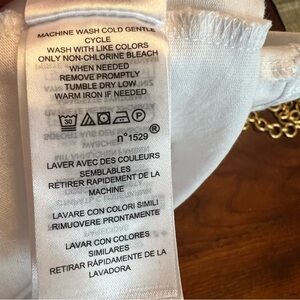 MACHINE WASH COLD GENTLE
CYCLE
WASH WITH LIKE COLORS
ONLY NON-CHLORINE BLEACH
WHEN NEEDED
REMOVE PROMPTLY
TUMBLE DRY LOW
WARM IRON IF NEEDED
30
n°1529®
LAVER AVEC DES COULEURS
SEMBLABLES
RETIRER RAPIDEMENT DE LA
MACHINE
LAVARE CON COLORI SIMILI
RIMUOVERE PRONTAMENTE
LAVAR CON COLORES
SIMILARES
RETIRAR RÁPIDAMENTE DE LA
LAVADORA